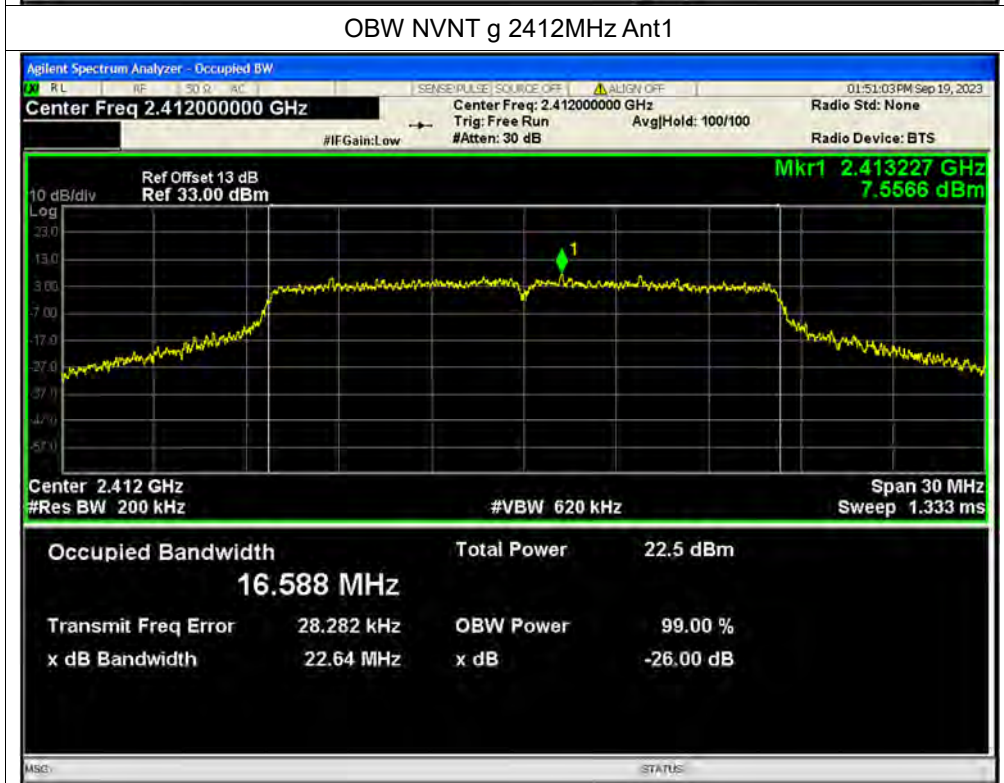 OBW NVNT g 2412MHz Ant1
Agilent Spectrum Analyzer - Occupied BW
RL RF 50 Ω AC SENSE:PULSE SOURCE OFF ALIGN OFF 01:51:03 PM Sep 19, 2023
Center Freq 2.412000000 GHz Center Freq: 2.412000000 GHz Radio Std: None
Trig: Free Run Avg|Hold: 100/100
#IFGain:Low #Atten: 30 dB Radio Device: BTS
Mkr1 2.413227 GHz
Ref Offset 13 dB 7.5566 dBm
10 dB/div Ref 33.00 dBm
Log
23.0
13.0
1
3.00
-7.00
-17.0
-27.0
-37.0
-47.0
-57.0
Center 2.412 GHz Span 30 MHz
#Res BW 200 kHz #VBW 620 kHz Sweep 1.333 ms
Occupied Bandwidth Total Power 22.5 dBm
16.588 MHz
Transmit Freq Error 28.282 kHz OBW Power 99.00 %
x dB Bandwidth 22.64 MHz x dB -26.00 dB
MSG STATUS